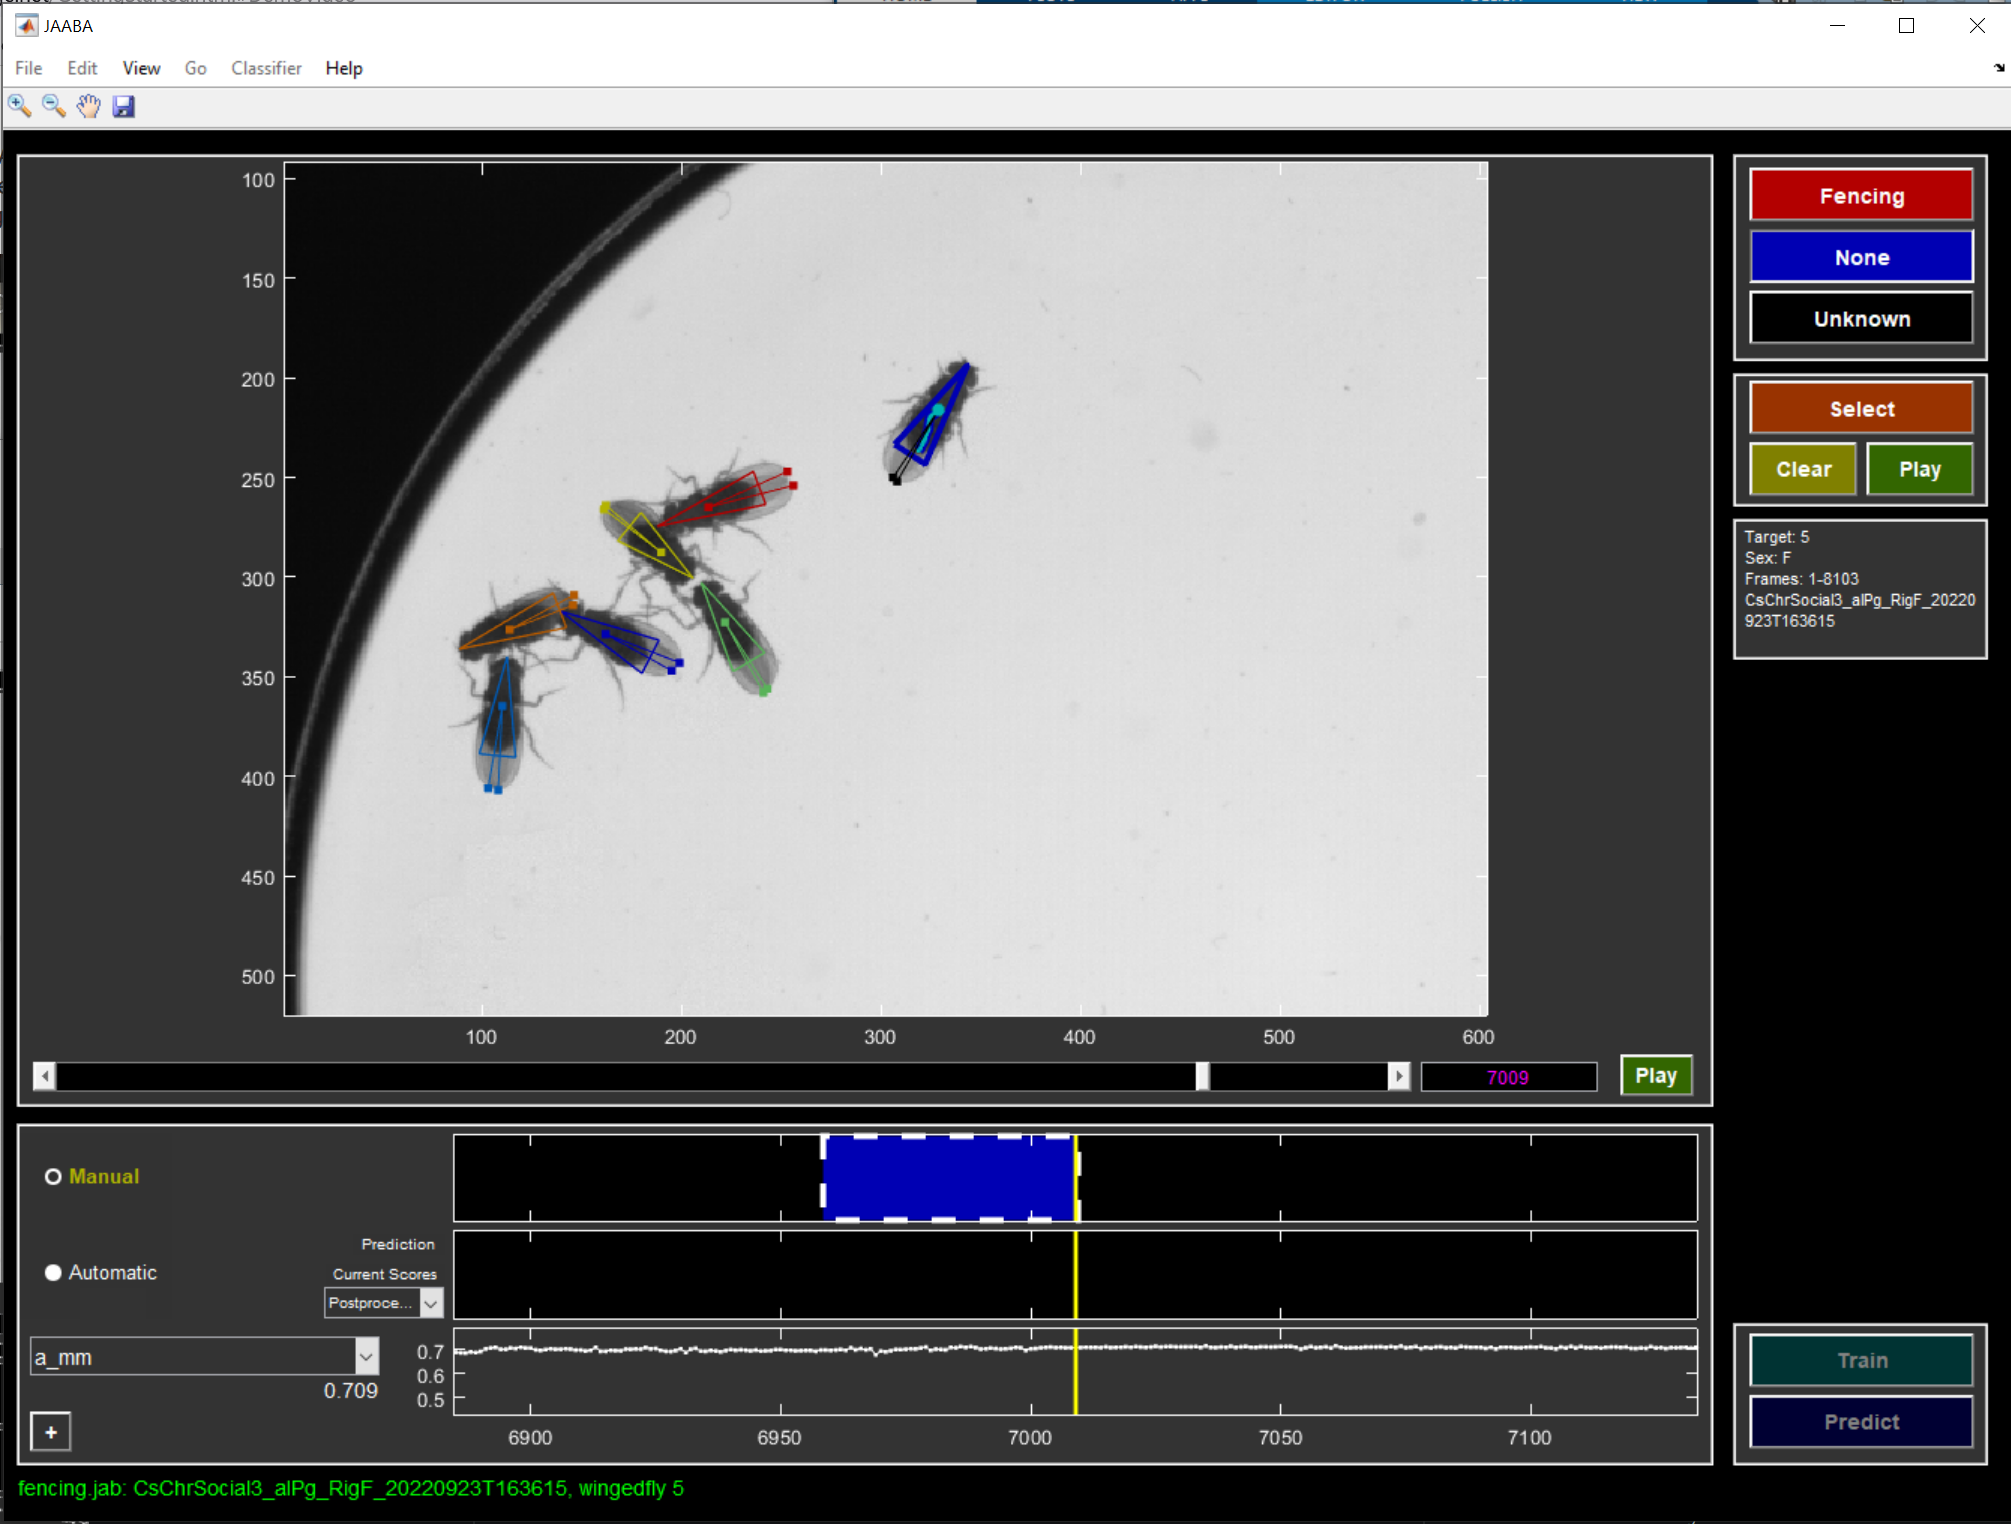 JAABA
File Edit View Go Classifier Help
100
150
200
250
300
350
400
450
500
100 200 300 400 500 600
7009
Play
Fencing
None
Unknown
Select
Clear Play
Target: 5
Sex: F
Frames: 1-8103
CsChrSocial3_aIPg_RigF_20220
923T163615
Manual
Prediction
Automatic
Current Scores
Postproce...
a_mm
0.709
0.7
0.6
0.5
+
6900 6950 7000 7050 7100
Train
Predict
fencing.jab: CsChrSocial3_aIPg_RigF_20220923T163615, wingedfly 5